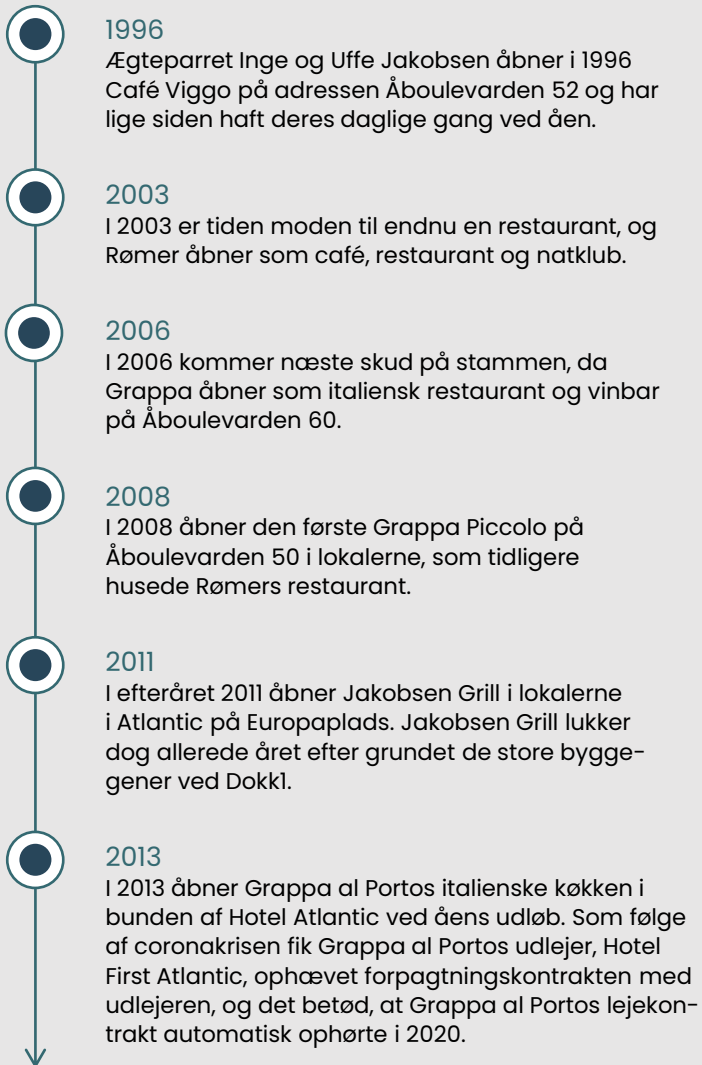 1996
Ægteparret Inge og Uffe Jakobsen åbner i 1996
Café Viggo på adressen Åboulevarden 52 og har
lige siden haft deres daglige gang ved åen.
2003
I 2003 er tiden moden til endnu en restaurant, og
Rømer åbner som café, restaurant og natklub.
2006
I 2006 kommer næste skud på stammen, da
Grappa åbner som italiensk restaurant og vinbar
på Åboulevarden 60.
2008
I 2008 åbner den første Grappa Piccolo på
Åboulevarden 50 i lokalerne, som tidligere
husede Rømers restaurant.
2011
I efteråret 2011 åbner Jakobsen Grill i lokalerne
i Atlantic på Europaplads. Jakobsen Grill lukker
dog allerede året efter grundet de store bygge-
gener ved Dokk1.
2013
I 2013 åbner Grappa al Portos italienske køkken i
bunden af Hotel Atlantic ved åens udløb. Som følge
af coronakrisen fik Grappa al Portos udlejer, Hotel
First Atlantic, ophævet forpagtningskontrakten med
udlejeren, og det betød, at Grappa al Portos lejekon-
trakt automatisk ophørte i 2020.